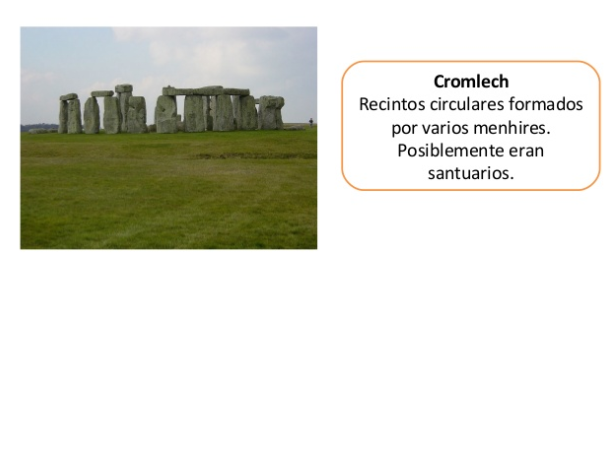 Cromlech
Recintos circulares formados
por varios menhires.
Posiblemente eran
santuarios.